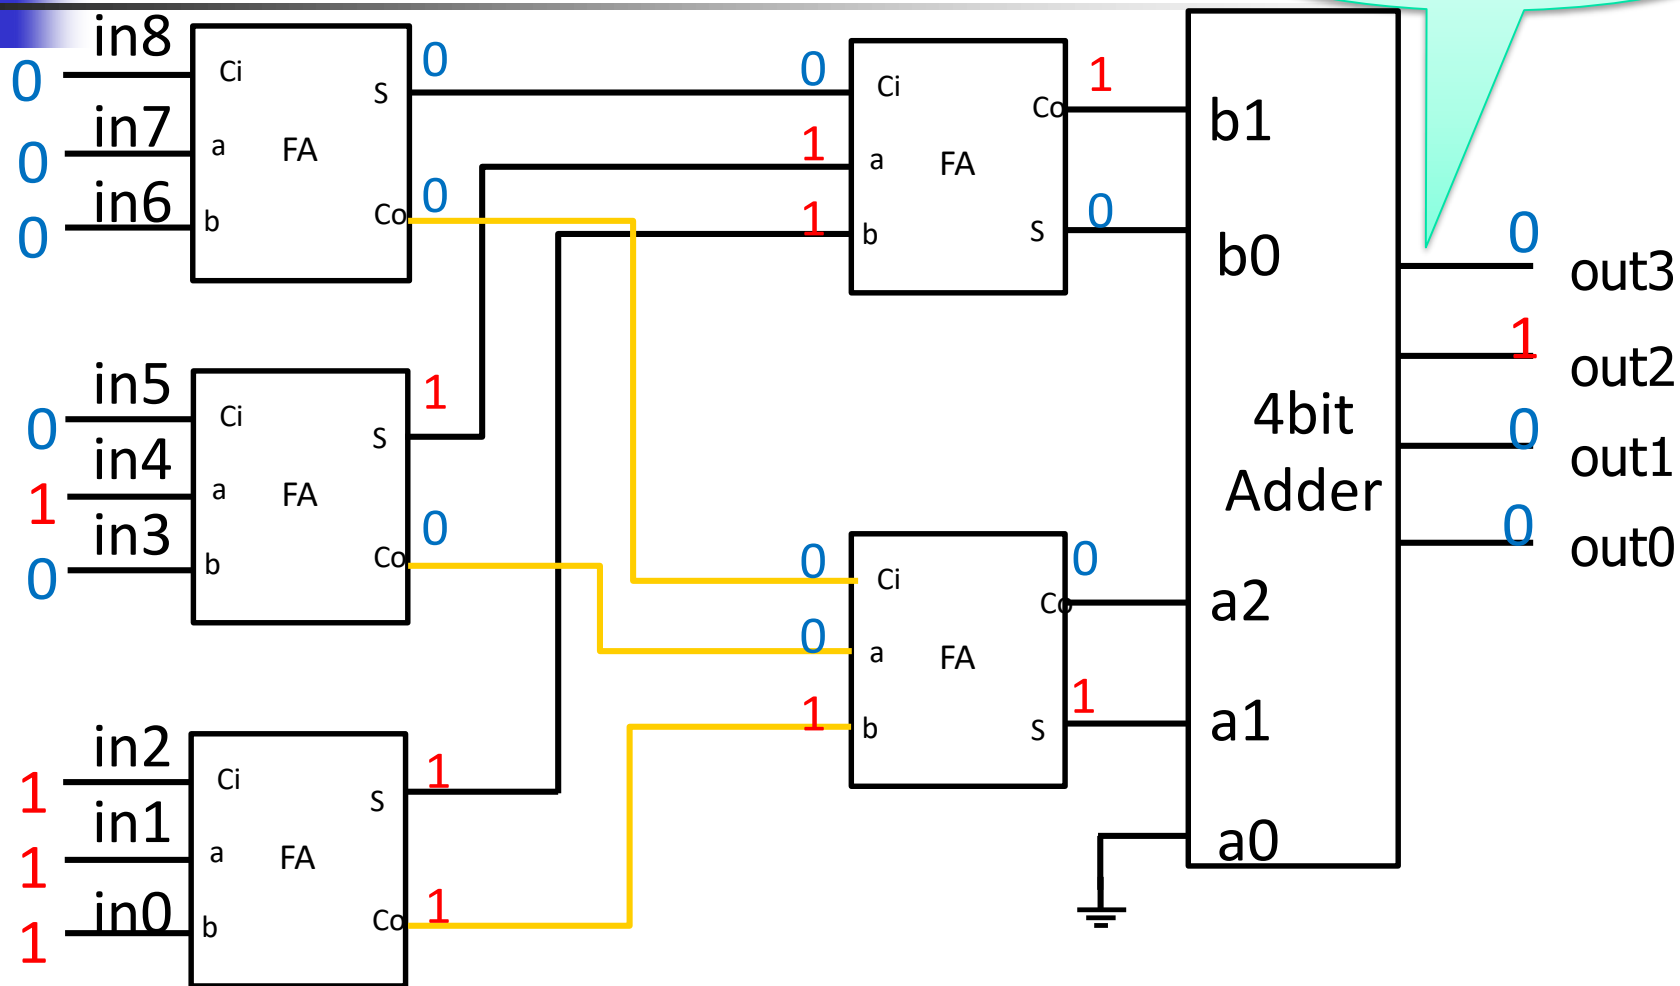 in8
0
Ci
S
0
in7
0
a
FA
in6
0
b
Co
0
in5
0
Ci
S
1
in4
1
a
FA
in3
0
b
Co
0
in2
1
Ci
S
1
in1
1
a
FA
in0
1
b
Co
1
0
Ci
Co
1
1
a
FA
1
b
S
0
0
Ci
Co
0
0
a
FA
1
b
S
1
b1
b0
4bit
Adder
a2
a1
a0
0
out3
1
out2
0
out1
0
out0